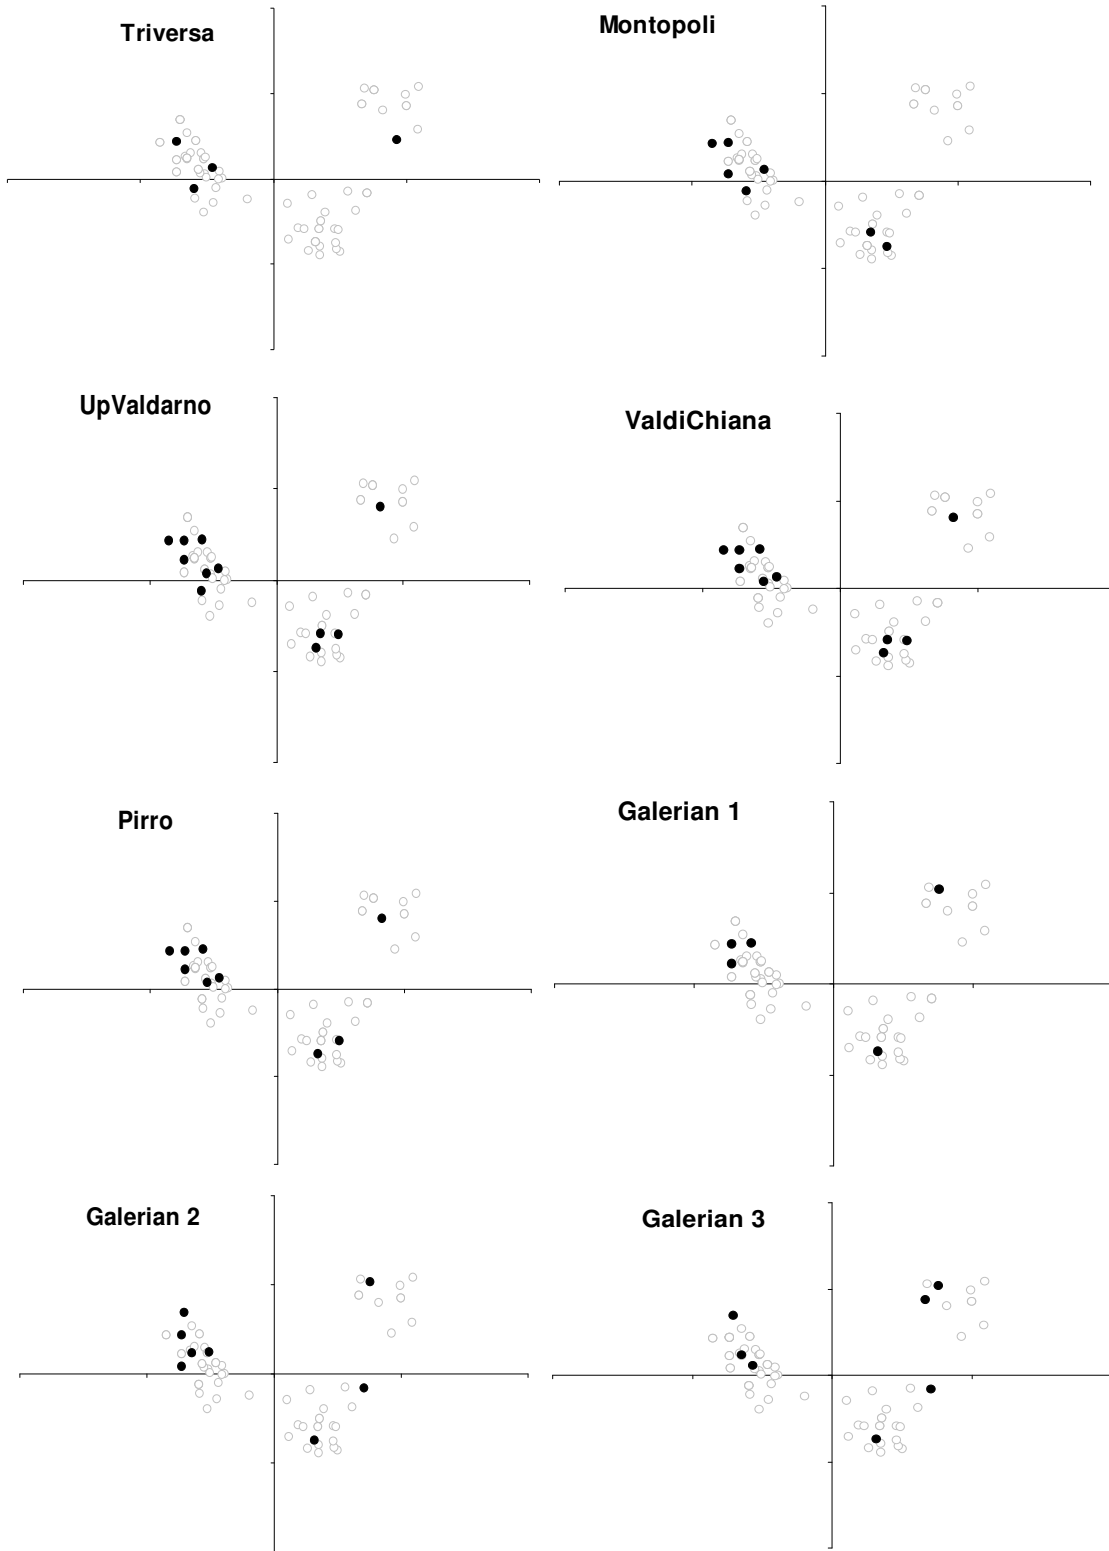 Triversa
Montopoli
UpValdarno
ValdiChiana
Pirro
Galerian 1
Galerian 2
Galerian 3